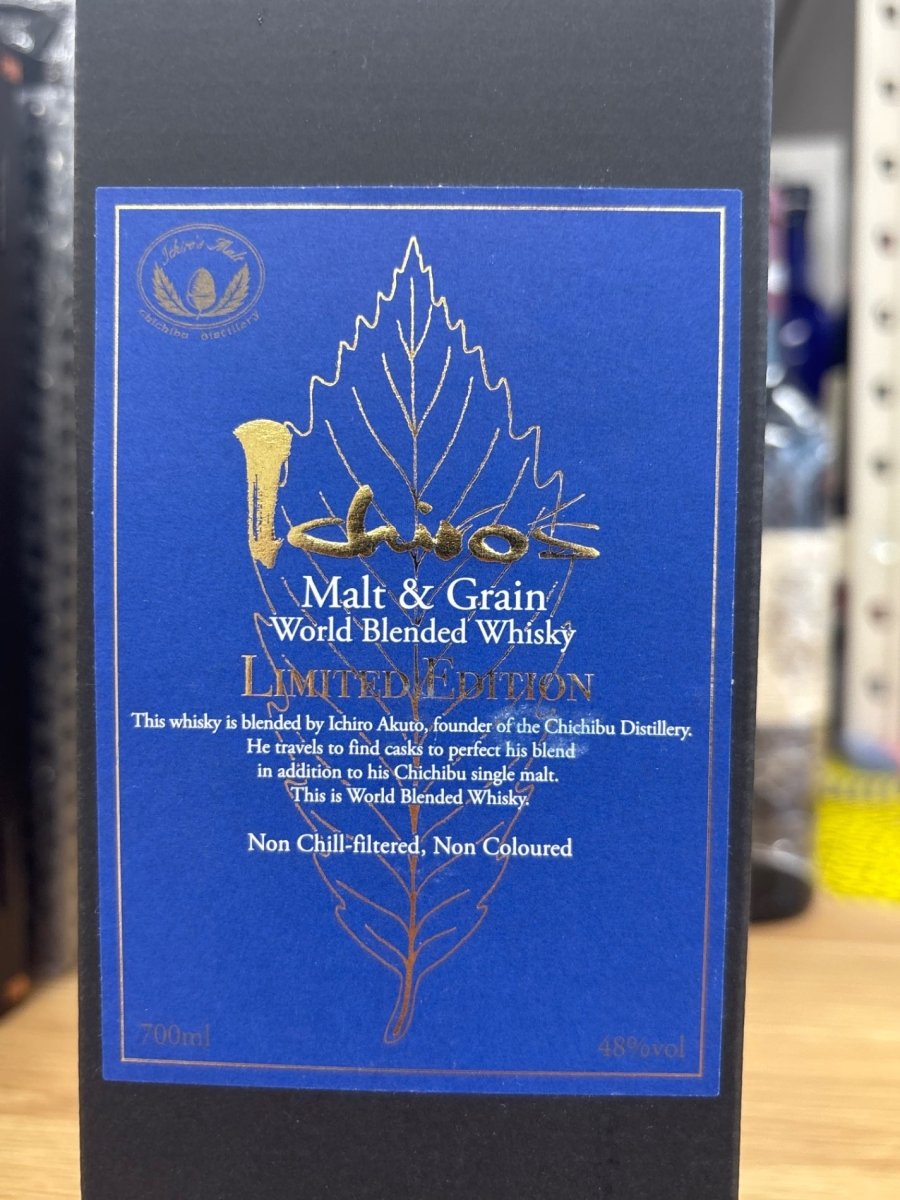 Ichiro's Malt
chichibu distillery
Ichiro's
Malt & Grain
World Blended Whisky
LIMITED EDITION
This whisky is blended by Ichiro Akuto, founder of the Chichibu Distillery.
He travels to find casks to perfect his blend
in addition to his Chichibu single malt.
This is World Blended Whisky.
Non Chill-filtered, Non Coloured
700ml
48%vol